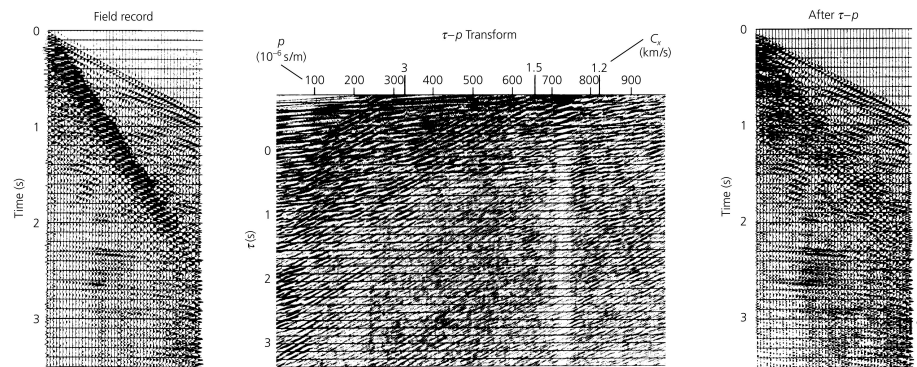 Field record
0
1
2
3
Time (s)
τ–p Transform
p
(10⁻⁶ s/m)
Cₓ
(km/s)
3 1.5 1.2
100 200 300 400 500 600 700 800 900
0
1
2
3
τ (s)
After τ–p
0
1
2
3
Time (s)